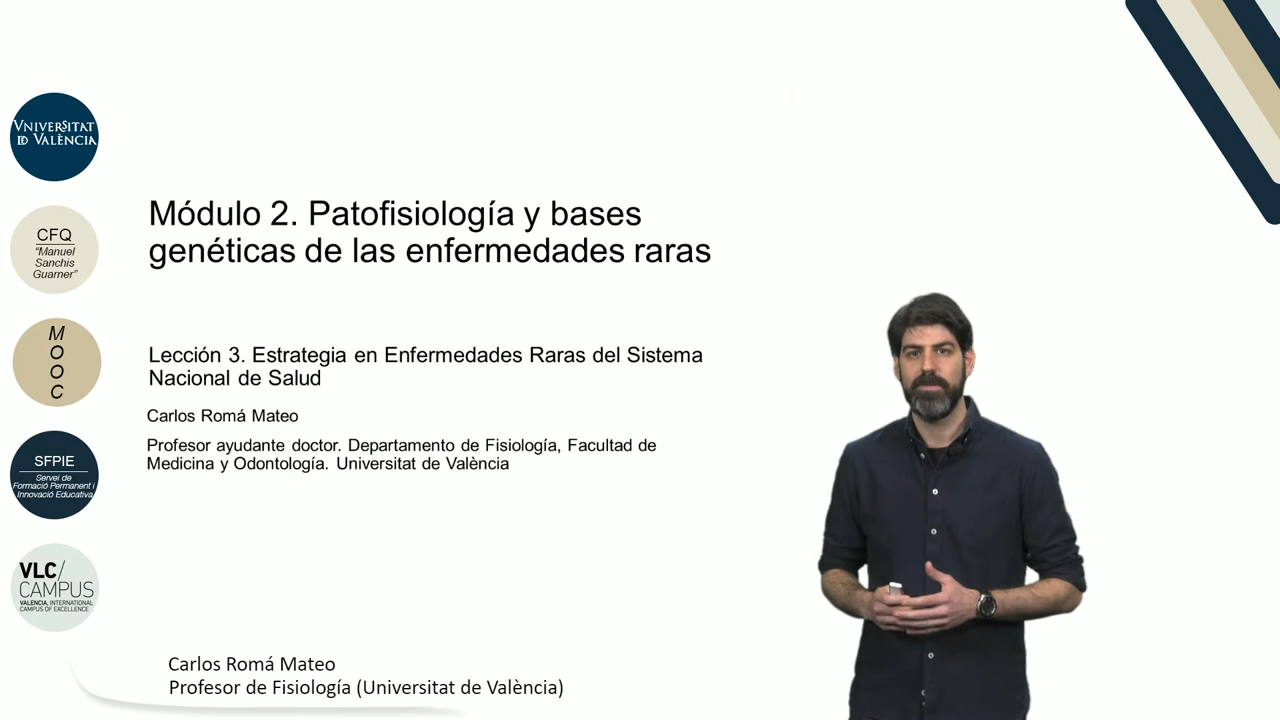 VNIVERSITAT
ID VALÈNCIA
CFQ
“Manuel
Sanchis
Guarner”
M
O
O
C
SFPIE
Servei de
Formació Permanent i
Innovació Educativa
VLC/
CAMPUS
VALENCIA, INTERNATIONAL
CAMPUS OF EXCELLENCE
Módulo 2. Patofisiología y bases
genéticas de las enfermedades raras
Lección 3. Estrategia en Enfermedades Raras del Sistema
Nacional de Salud
Carlos Romá Mateo
Profesor ayudante doctor. Departamento de Fisiología, Facultad de
Medicina y Odontología. Universitat de València
Carlos Romá Mateo
Profesor de Fisiología (Universitat de València)